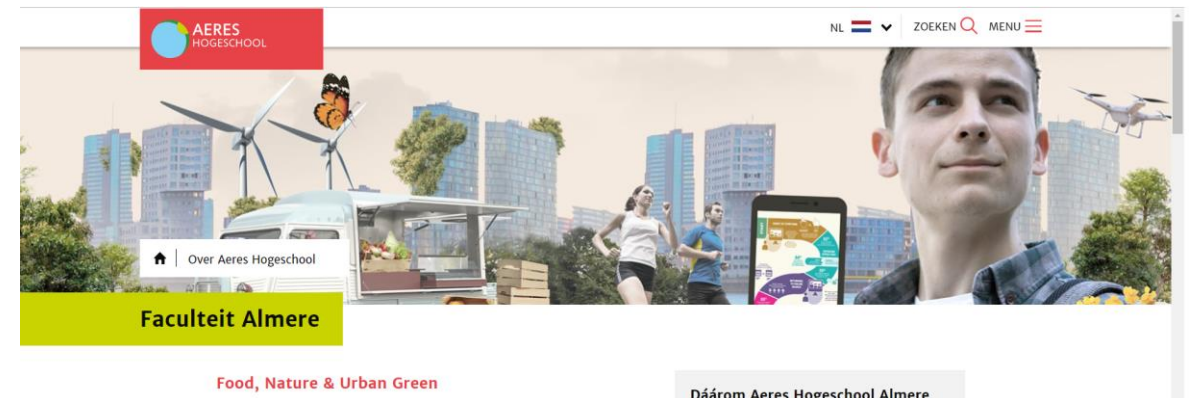 AERES
HOGESCHOOL
NL
ZOEKEN
MENU
Over Aeres Hogeschool
Faculteit Almere
Food, Nature & Urban Green
Dáárom Aeres Hogeschool Almere